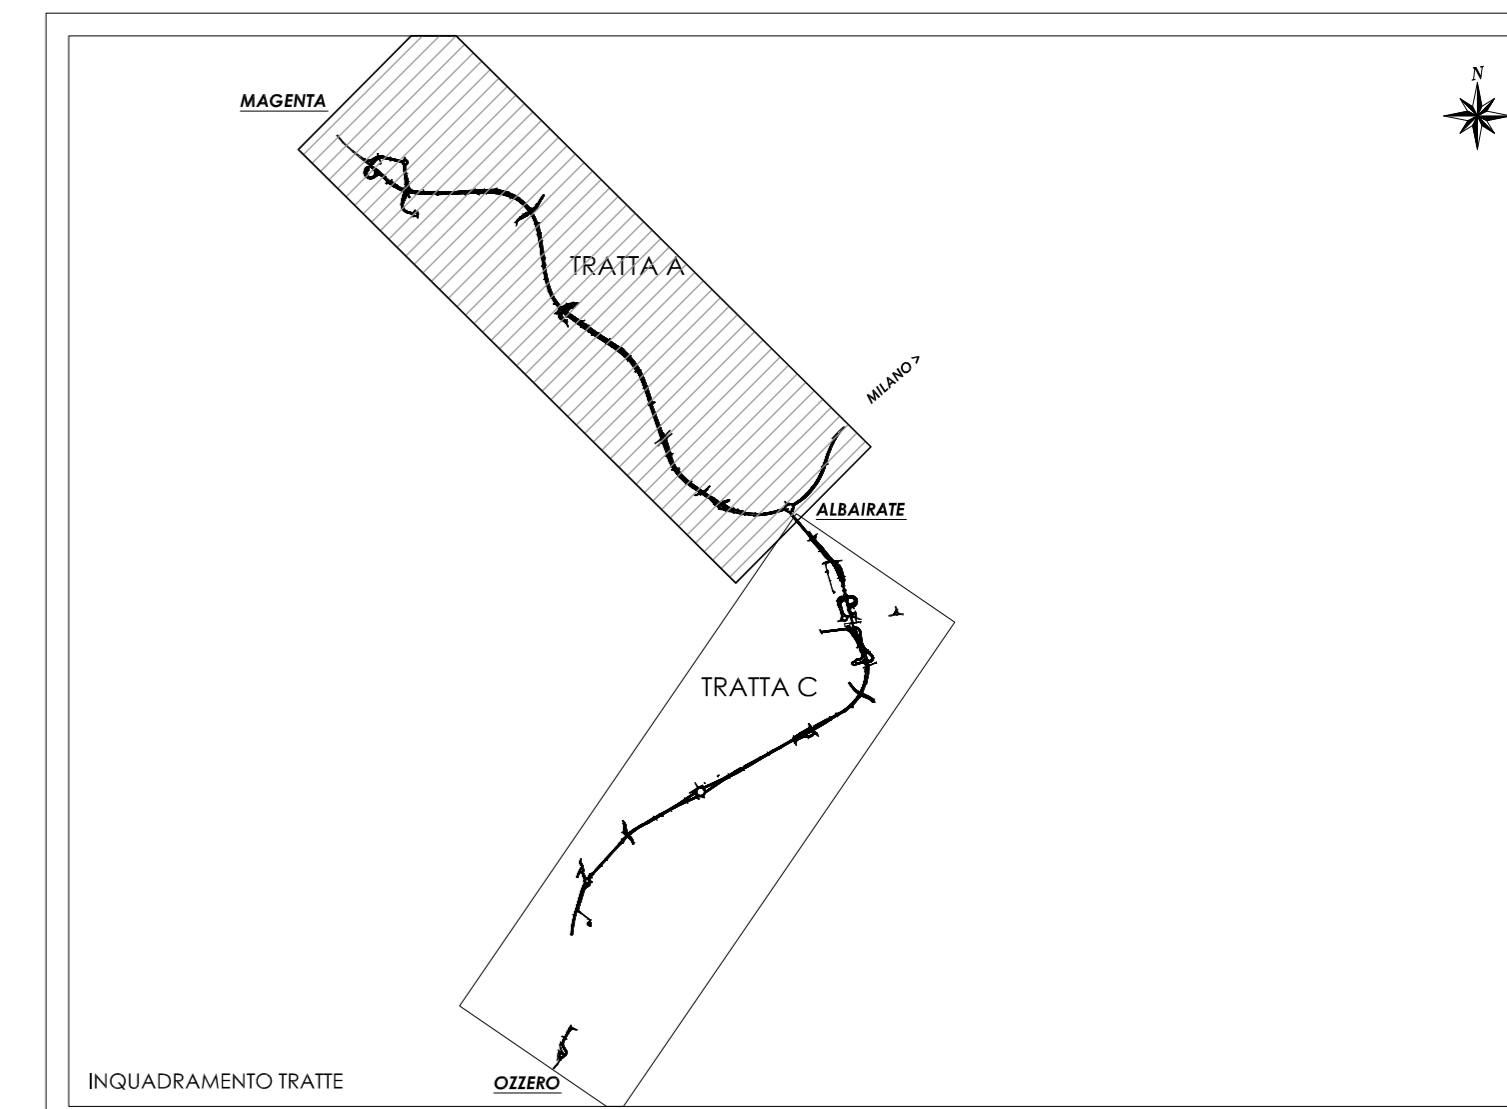 N
MAGENTA
TRATTA A
MILANO >
ALBAIRATE
TRATTA C
INQUADRAMENTO TRATTE
OZZERO